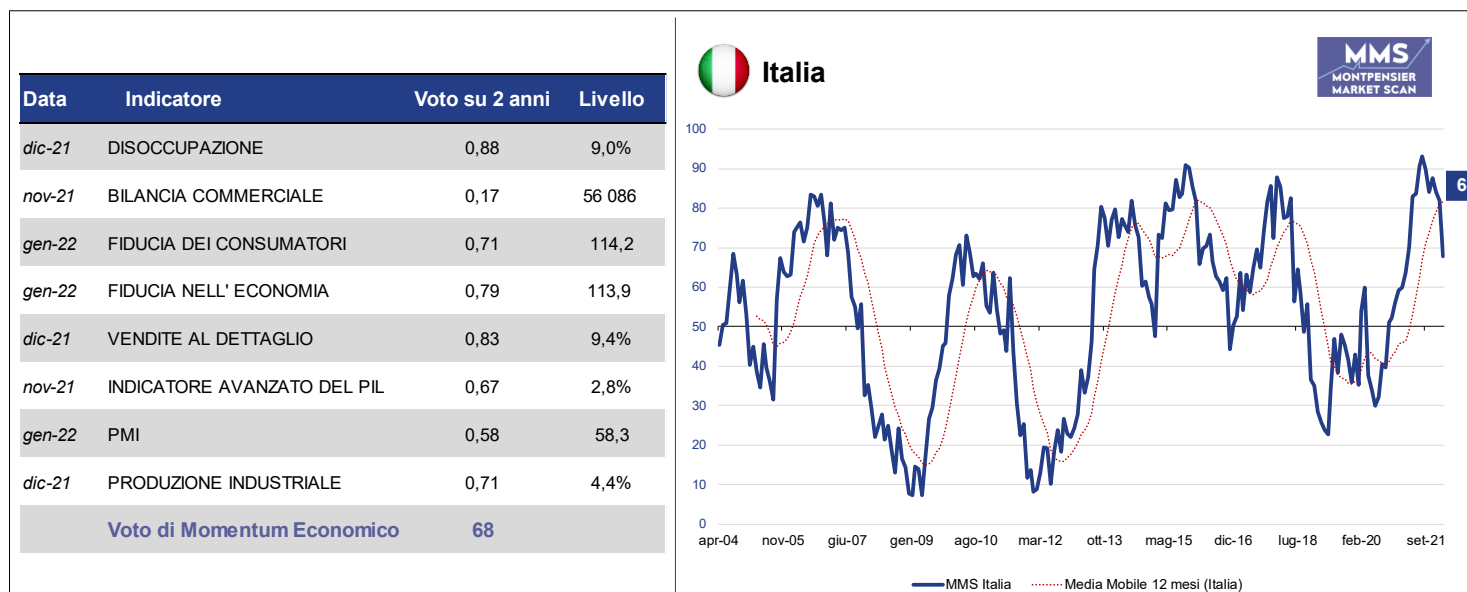 Data Indicatore Voto su 2 anni Livello
dic-21 DISOCCUPAZIONE 0,88 9,0%
nov-21 BILANCIA COMMERCIALE 0,17 56 086
gen-22 FIDUCIA DEI CONSUMATORI 0,71 114,2
gen-22 FIDUCIA NELL' ECONOMIA 0,79 113,9
dic-21 VENDITE AL DETTAGLIO 0,83 9,4%
nov-21 INDICATORE AVANZATO DEL PIL 0,67 2,8%
gen-22 PMI 0,58 58,3
dic-21 PRODUZIONE INDUSTRIALE 0,71 4,4%
Voto di Momentum Economico 68
Italia
MMS
MONTPENSIER
MARKET SCAN
100
90
80
70
60
50
40
30
20
10
0
6
apr-04 nov-05 giu-07 gen-09 ago-10 mar-12 ott-13 mag-15 dic-16 lug-18 feb-20 set-21
MMS Italia Media Mobile 12 mesi (Italia)